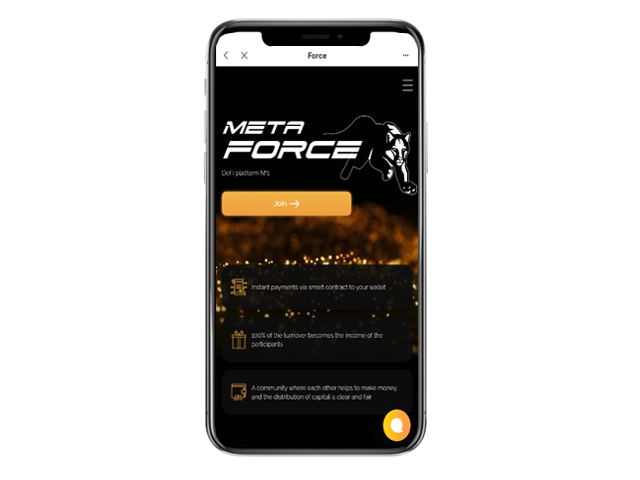 Force
META
FORCE
DeFi platform №1
Join
Instant payments via smart contract to your wallet
100% of the turnover becomes the income of the
participants
A community where each other helps to make money,
and the distribution of capital is clear and fair